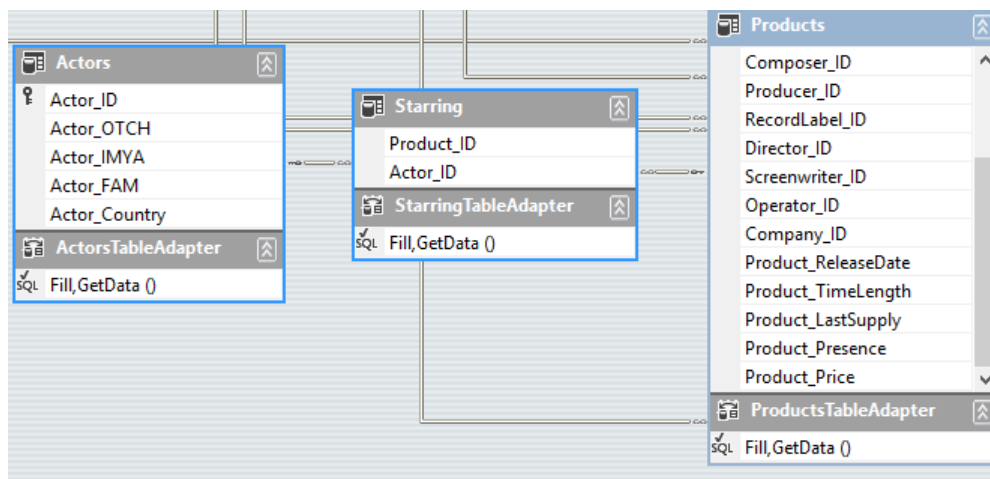 Actors
Actor_ID
Actor_OTCH
Actor_IMYA
Actor_FAM
Actor_Country
ActorsTableAdapter
SQL Fill,GetData ()
Starring
Product_ID
Actor_ID
StarringTableAdapter
SQL Fill,GetData ()
Products
Composer_ID
Producer_ID
RecordLabel_ID
Director_ID
Screenwriter_ID
Operator_ID
Company_ID
Product_ReleaseDate
Product_TimeLength
Product_LastSupply
Product_Presence
Product_Price
ProductsTableAdapter
SQL Fill,GetData ()